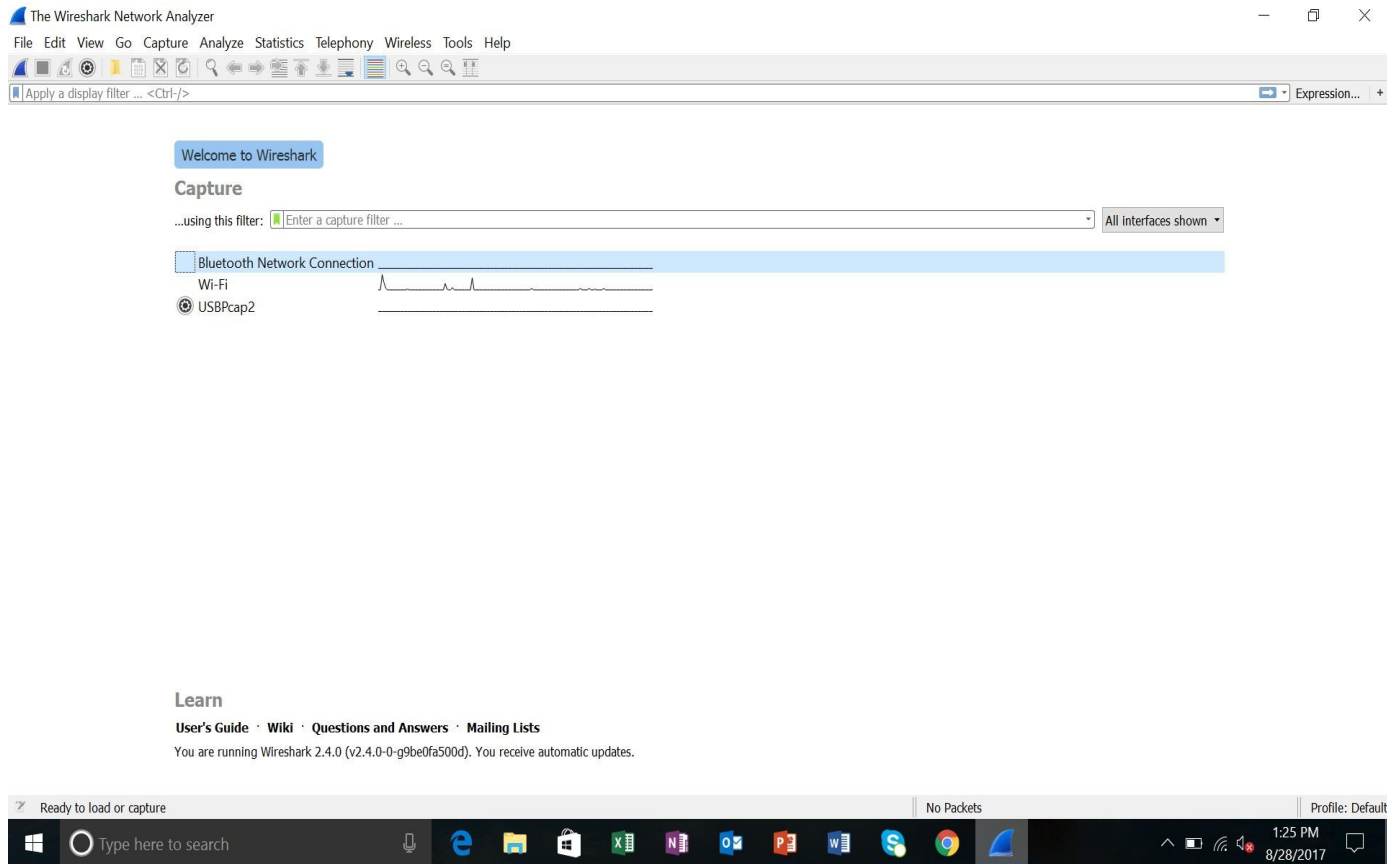 The Wireshark Network Analyzer
File Edit View Go Capture Analyze Statistics Telephony Wireless Tools Help
Apply a display filter ... <Ctrl-/> Expression... +
Welcome to Wireshark
Capture
...using this filter: Enter a capture filter ... All interfaces shown
Bluetooth Network Connection
Wi-Fi
USBPcap2
Learn
User's Guide · Wiki · Questions and Answers · Mailing Lists
You are running Wireshark 2.4.0 (v2.4.0-0-g9be0fa500d). You receive automatic updates.
Ready to load or capture No Packets Profile: Default
Type here to search 1:25 PM
8/28/2017